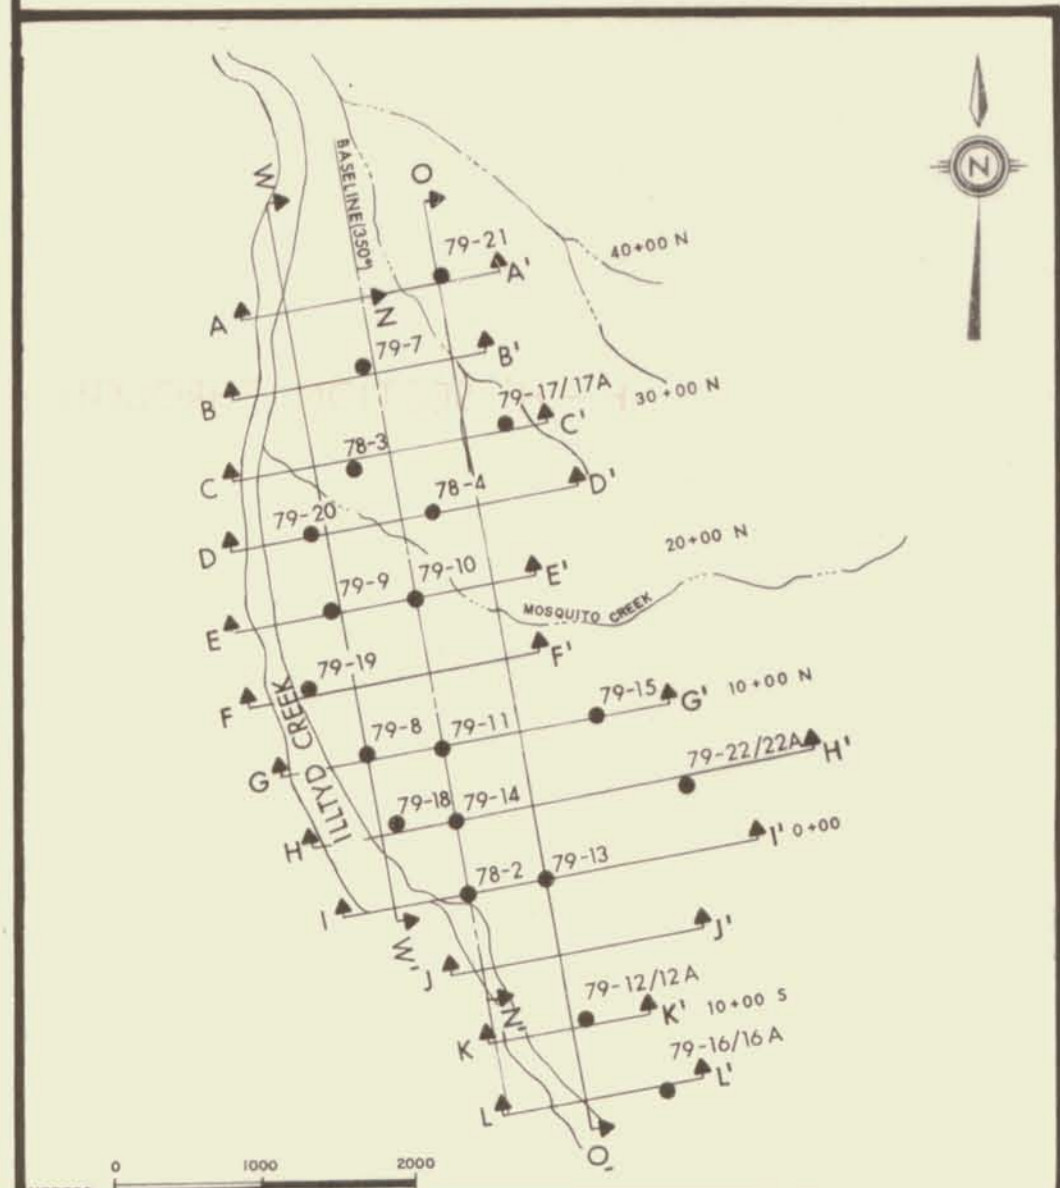 W
BASELINE(350°)
O
N
79-21
40+00 N
A
A'
N
79-7
B
B'
79-17/17A
30+00 N
C'
78-3
C
78-4
D'
79-20
D
20+00 N
79-10
79-9
E'
MOSQUITO CREEK
E
F'
79-19
F
ILLTYD CREEK
79-15
G'
10+00 N
79-8
79-11
G
79-22/22A
H'
79-18
79-14
H
I'
0+00
78-2
79-13
I
W'
J
J'
79-12/12A
N'
K
K'
10+00 S
79-16/16A
L
L'
O'
0
1000
2000